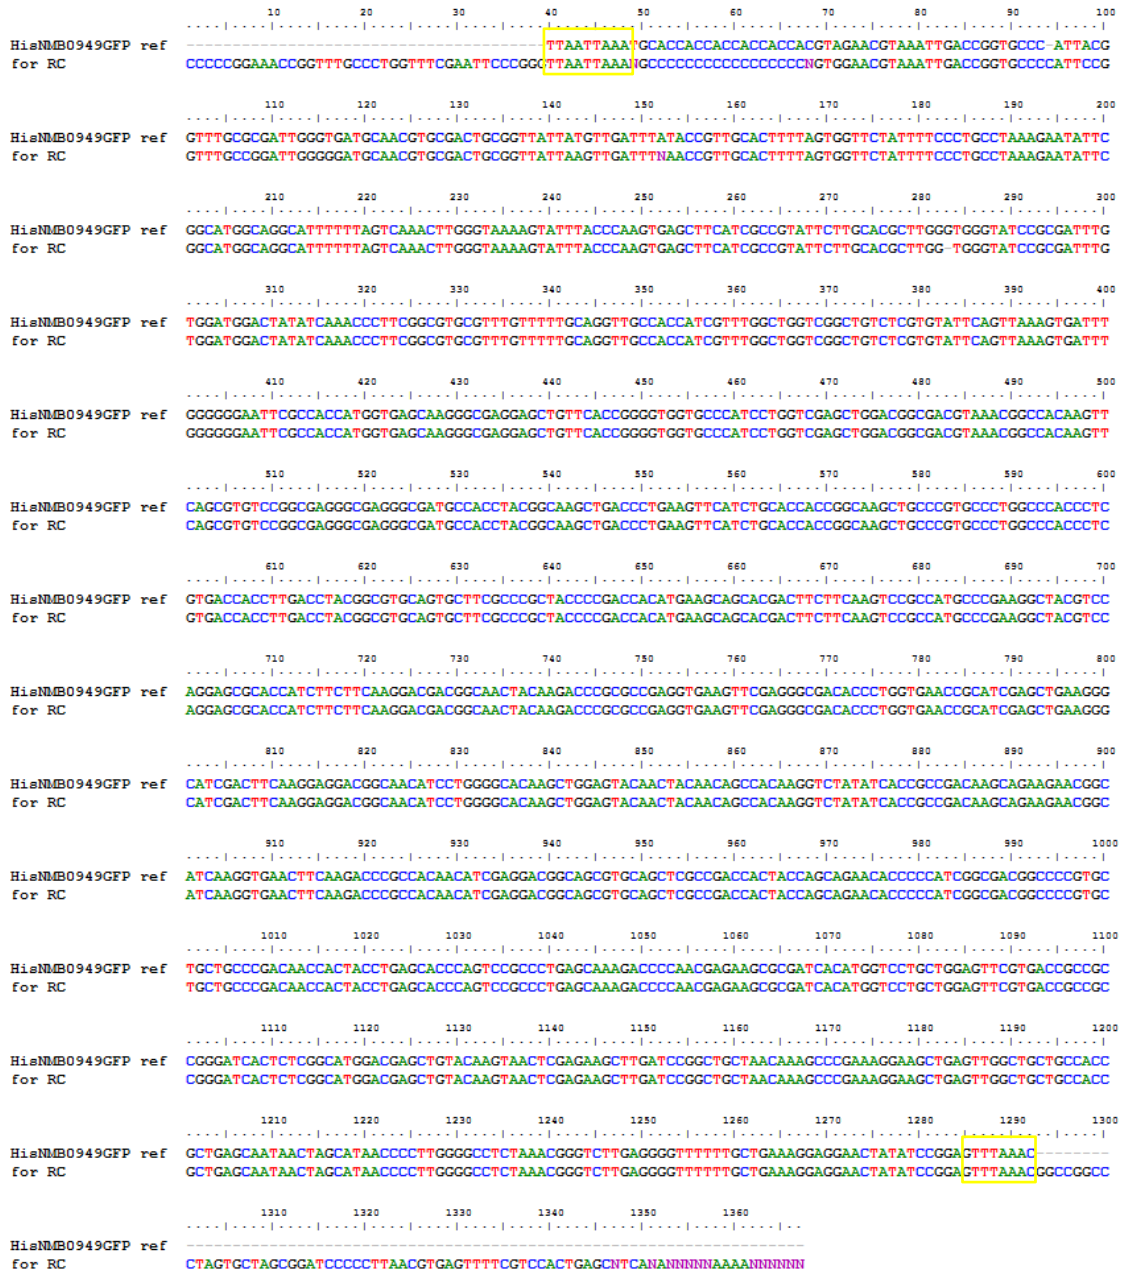 10 20 30 40 50 60 70 80 90 100
....|....|....|....|....|....|....|....|....|....|....|....|....|....|....|....|....|....|....|....|
HisNMB0949GFP ref ---------------------------------------TTAATTAAATGCACCACCACCACCACCACGTAGAACGTAAATTGACCGGTGCCC-ATTACG
for RC CCCCCGGAAACCGGTTTGCCCTGGTTTCGAATTCCCGGGTTAATTAAANGCCCCCCCCCCCCCCCCCNGTGGAACGTAAATTGACCGGTGCCCCATTCCG
110 120 130 140 150 160 170 180 190 200
....|....|....|....|....|....|....|....|....|....|....|....|....|....|....|....|....|....|....|....|
HisNMB0949GFP ref GTTTGCGCGATTGGGTGATGCAACGTGCGACTGCGGTTATTATGTTGATTTATACCGTTGCACTTTTAGTGGTTCTATTTTCCCTGCCTAAAGAATATTC
for RC GTTTGCCGGATTGGGGGATGCAACGTGCGACTGCGGTTATTAAGTTGATTTNAACCGTTGCACTTTTAGTGGTTCTATTTTCCCTGCCTAAAGAATATTC
210 220 230 240 250 260 270 280 290 300
....|....|....|....|....|....|....|....|....|....|....|....|....|....|....|....|....|....|....|....|
HisNMB0949GFP ref GGCATGGCAGGCATTTTTTAGTCAAACTTGGGTAAAAGTATTTACCCAAGTGAGCTTCATCGCCGTATTCTTGCACGCTTGGGTGGGTATCCGCGATTTG
for RC GGCATGGCAGGCATTTTTTAGTCAAACTTGGGTAAAAGTATTTACCCAAGTGAGCTTCATCGCCGTATTCTTGCACGCTTGG-TGGGTATCCGCGATTTG
310 320 330 340 350 360 370 380 390 400
....|....|....|....|....|....|....|....|....|....|....|....|....|....|....|....|....|....|....|....|
HisNMB0949GFP ref TGGATGGACTATATCAAACCCTTCGGCGTGCGTTTGTTTTTGCAGGTTGCCACCATCGTTTGGCTGGTCGGCTGTCTCGTGTATTCAGTTAAAGTGATTT
for RC TGGATGGACTATATCAAACCCTTCGGCGTGCGTTTGTTTTTGCAGGTTGCCACCATCGTTTGGCTGGTCGGCTGTCTCGTGTATTCAGTTAAAGTGATTT
410 420 430 440 450 460 470 480 490 500
....|....|....|....|....|....|....|....|....|....|....|....|....|....|....|....|....|....|....|....|
HisNMB0949GFP ref GGGGGGAATTCGCCACCATGGTGAGCAAGGGCGAGGAGCTGTTCACCGGGGTGGTGCCCATCCTGGTCGAGCTGGACGGCGACGTAAACGGCCACAAGTT
for RC GGGGGGAATTCGCCACCATGGTGAGCAAGGGCGAGGAGCTGTTCACCGGGGTGGTGCCCATCCTGGTCGAGCTGGACGGCGACGTAAACGGCCACAAGTT
510 520 530 540 550 560 570 580 590 600
....|....|....|....|....|....|....|....|....|....|....|....|....|....|....|....|....|....|....|....|
HisNMB0949GFP ref CAGCGTGTCCGGCGAGGGCGAGGGCGATGCCACCTACGGCAAGCTGACCCTGAAGTTCATCTGCACCACCGGCAAGCTGCCCGTGCCCTGGCCCACCCTC
for RC CAGCGTGTCCGGCGAGGGCGAGGGCGATGCCACCTACGGCAAGCTGACCCTGAAGTTCATCTGCACCACCGGCAAGCTGCCCGTGCCCTGGCCCACCCTC
610 620 630 640 650 660 670 680 690 700
....|....|....|....|....|....|....|....|....|....|....|....|....|....|....|....|....|....|....|....|
HisNMB0949GFP ref GTGACCACCTTGACCTACGGCGTGCAGTGCTTCGCCCGCTACCCCGACCACATGAAGCAGCACGACTTCTTCAAGTCCGCCATGCCCGAAGGCTACGTCC
for RC GTGACCACCTTGACCTACGGCGTGCAGTGCTTCGCCCGCTACCCCGACCACATGAAGCAGCACGACTTCTTCAAGTCCGCCATGCCCGAAGGCTACGTCC
710 720 730 740 750 760 770 780 790 800
....|....|....|....|....|....|....|....|....|....|....|....|....|....|....|....|....|....|....|....|
HisNMB0949GFP ref AGGAGCGCACCATCTTCTTCAAGGACGACGGCAACTACAAGACCCGCGCCGAGGTGAAGTTCGAGGGCGACACCCTGGTGAACCGCATCGAGCTGAAGGG
for RC AGGAGCGCACCATCTTCTTCAAGGACGACGGCAACTACAAGACCCGCGCCGAGGTGAAGTTCGAGGGCGACACCCTGGTGAACCGCATCGAGCTGAAGGG
810 820 830 840 850 860 870 880 890 900
....|....|....|....|....|....|....|....|....|....|....|....|....|....|....|....|....|....|....|....|
HisNMB0949GFP ref CATCGACTTCAAGGAGGACGGCAACATCCTGGGGCACAAGCTGGAGTACAACTACAACAGCCACAAGGTCTATATCACCGCCGACAAGCAGAAGAACGGC
for RC CATCGACTTCAAGGAGGACGGCAACATCCTGGGGCACAAGCTGGAGTACAACTACAACAGCCACAAGGTCTATATCACCGCCGACAAGCAGAAGAACGGC
910 920 930 940 950 960 970 980 990 1000
....|....|....|....|....|....|....|....|....|....|....|....|....|....|....|....|....|....|....|....|
HisNMB0949GFP ref ATCAAGGTGAACTTCAAGACCCGCCACAACATCGAGGACGGCAGCGTGCAGCTCGCCGACCACTACCAGCAGAACACCCCCATCGGCGACGGCCCCGTGC
for RC ATCAAGGTGAACTTCAAGACCCGCCACAACATCGAGGACGGCAGCGTGCAGCTCGCCGACCACTACCAGCAGAACACCCCCATCGGCGACGGCCCCGTGC
1010 1020 1030 1040 1050 1060 1070 1080 1090 1100
....|....|....|....|....|....|....|....|....|....|....|....|....|....|....|....|....|....|....|....|
HisNMB0949GFP ref TGCTGCCCGACAACCACTACCTGAGCACCCAGTCCGCCCTGAGCAAAGACCCCAACGAGAAGCGCGATCACATGGTCCTGCTGGAGTTCGTGACCGCCGC
for RC TGCTGCCCGACAACCACTACCTGAGCACCCAGTCCGCCCTGAGCAAAGACCCCAACGAGAAGCGCGATCACATGGTCCTGCTGGAGTTCGTGACCGCCGC
1110 1120 1130 1140 1150 1160 1170 1180 1190 1200
....|....|....|....|....|....|....|....|....|....|....|....|....|....|....|....|....|....|....|....|
HisNMB0949GFP ref CGGGATCACTCTCGGCATGGACGAGCTGTACAAGTAACTCGAGAAGCTTGATCCGGCTGCTAACAAAGCCCGAAAGGAAGCTGAGTTGGCTGCTGCCACC
for RC CGGGATCACTCTCGGCATGGACGAGCTGTACAAGTAACTCGAGAAGCTTGATCCGGCTGCTAACAAAGCCCGAAAGGAAGCTGAGTTGGCTGCTGCCACC
1210 1220 1230 1240 1250 1260 1270 1280 1290 1300
....|....|....|....|....|....|....|....|....|....|....|....|....|....|....|....|....|....|....|....|
HisNMB0949GFP ref GCTGAGCAATAACTAGCATAACCCCTTGGGGCCTCTAAACGGGTCTTGAGGGGTTTTTTGCTGAAAGGAGGAACTATATCCGGAGTTTAAAC--------
for RC GCTGAGCAATAACTAGCATAACCCCTTGGGGCCTCTAAACGGGTCTTGAGGGGTTTTTTGCTGAAAGGAGGAACTATATCCGGAGTTTAAACGGCCGGCC
1310 1320 1330 1340 1350 1360
....|....|....|....|....|....|....|....|....|....|....|....|....|..
HisNMB0949GFP ref -------------------------------------------------------------------
for RC CTAGTGCTAGCGGATCCCCCTTAACGTGAGTTTTCGTCCACTGAGCNTCANANNNNNAAAANNNNNN